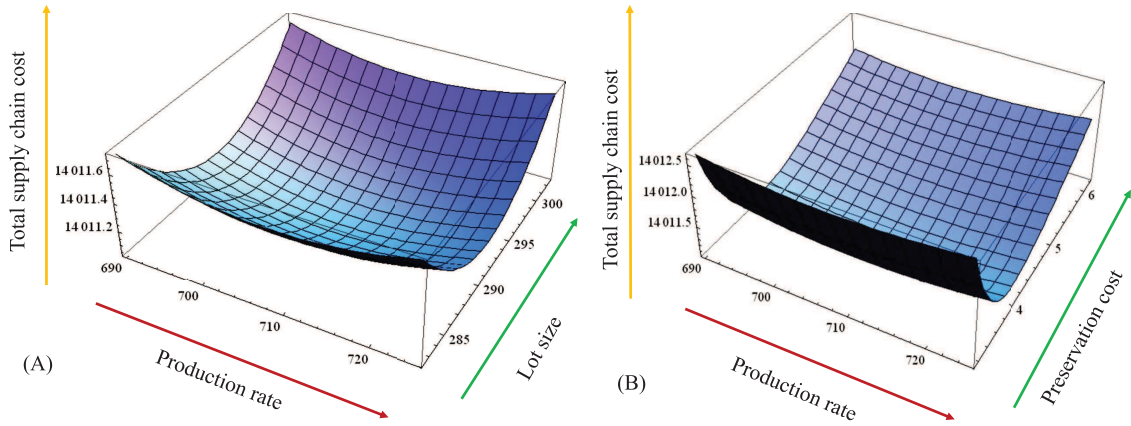 Total supply chain cost
14 011.6
14 011.4
14 011.2
690
700
710
720
285
290
295
300
Production rate
Lot size
(A)
Total supply chain cost
14 012.5
14 012.0
14 011.5
690
700
710
720
4
5
6
Production rate
Preservation cost
(B)